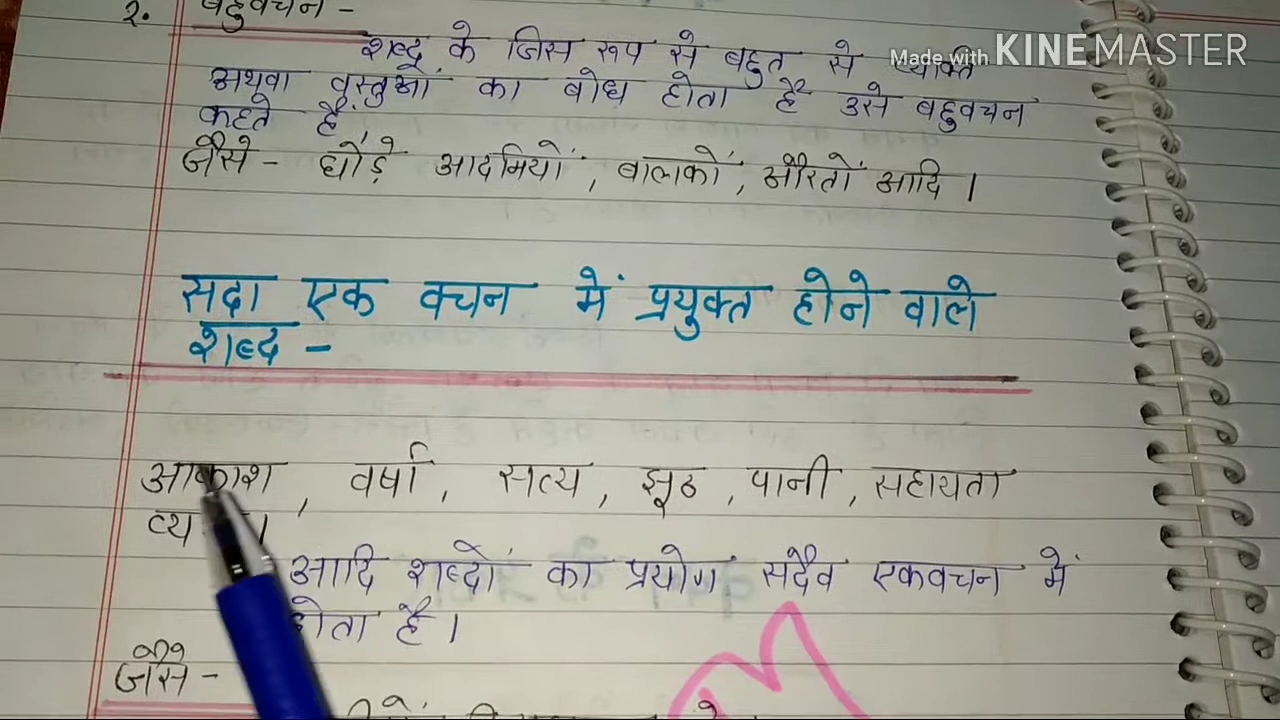 २. बहुवचन -
शब्द के जिस रूप से बहुत से व्यक्ति
अथवा वस्तुओं का बोध होता है उसे बहुवचन
कहते हैं.
जैसे - घोड़े आदमियों, बालकों, औरतों आदि ।
सदा एक वचन में प्रयुक्त होने वाले
शब्द -
आकाश, वर्षा, सत्य, झूठ, पानी, सहायता
आदि शब्दों का प्रयोग सदैव एकवचन में
होता है ।
जैसे -
Made with KINEMASTER